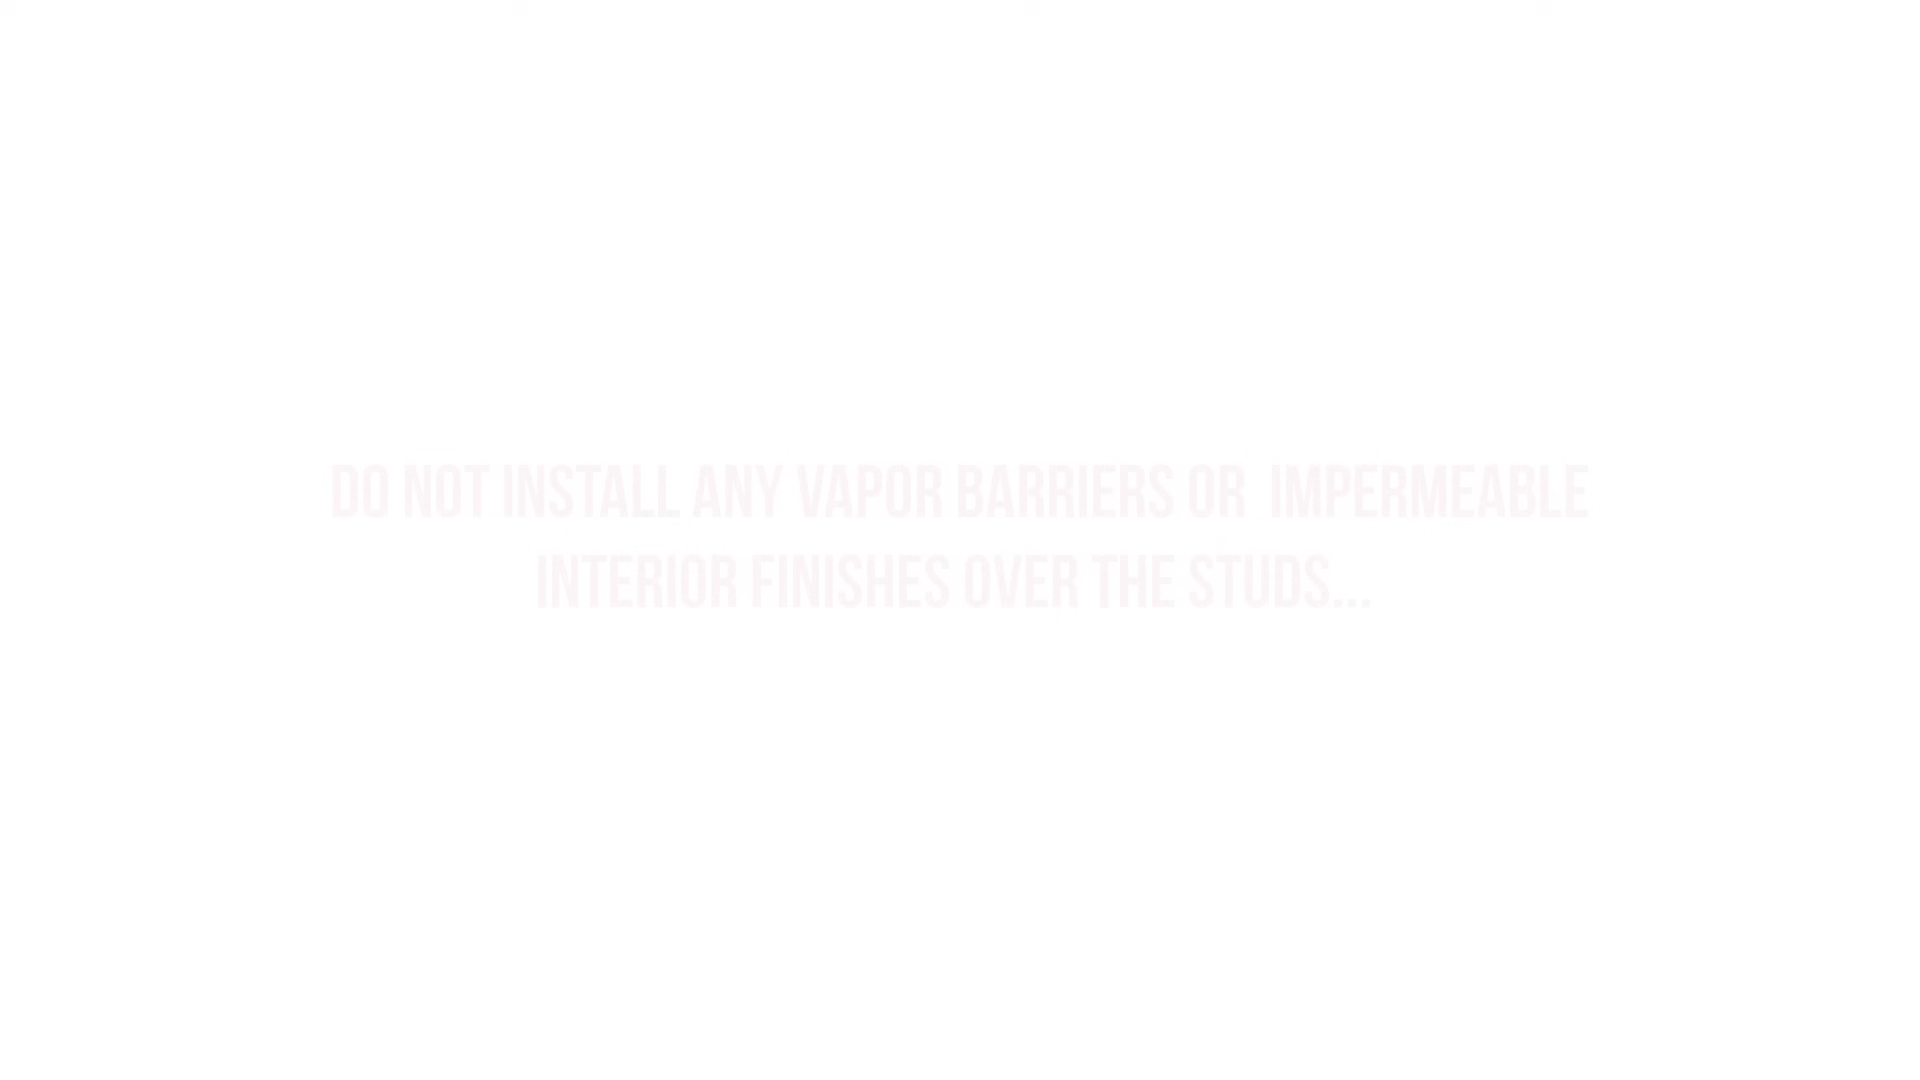 DO NOT INSTALL ANY VAPOR BARRIERS OR IMPERMEABLE
INTERIOR FINISHES OVER THE STUDS...